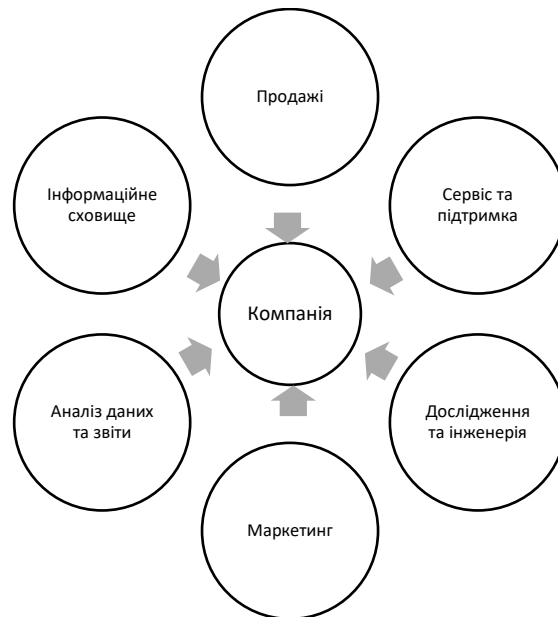 Продажі
Інформаційне
сховище
Сервіс та
підтримка
Компанія
Аналіз даних
та звіти
Дослідження
та інженерія
Маркетинг